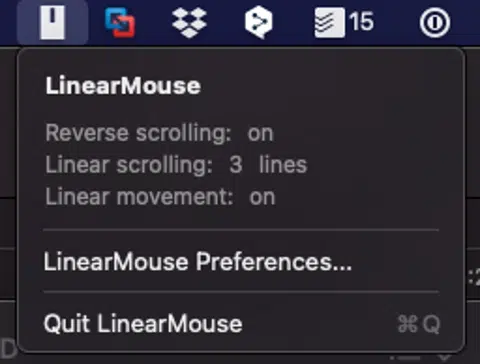 15
LinearMouse
Reverse scrolling: on
Linear scrolling: 3 lines
Linear movement: on
LinearMouse Preferences...
Quit LinearMouse ⌘Q